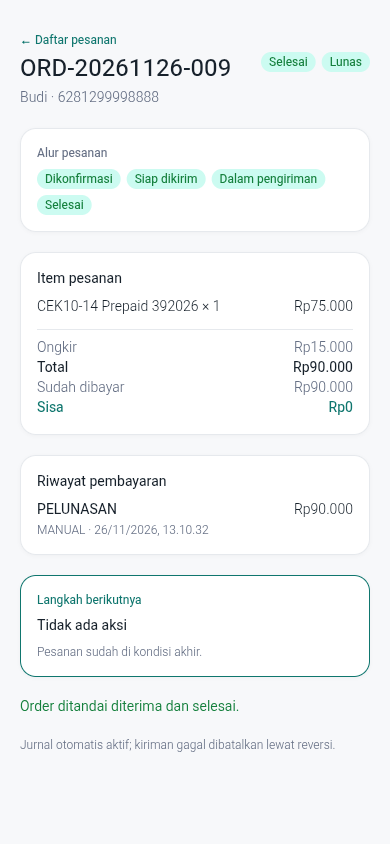 ← Daftar pesanan
ORD-20261126-009
Selesai
Lunas
Budi · 6281299998888
Alur pesanan
Dikonfirmasi
Siap dikirim
Dalam pengiriman
Selesai
Item pesanan
CEK10-14 Prepaid 392026 × 1 Rp75.000
Ongkir Rp15.000
Total Rp90.000
Sudah dibayar Rp90.000
Sisa Rp0
Riwayat pembayaran
PELUNASAN Rp90.000
MANUAL · 26/11/2026, 13.10.32
Langkah berikutnya
Tidak ada aksi
Pesanan sudah di kondisi akhir.
Order ditandai diterima dan selesai.
Jurnal otomatis aktif; kiriman gagal dibatalkan lewat reversi.